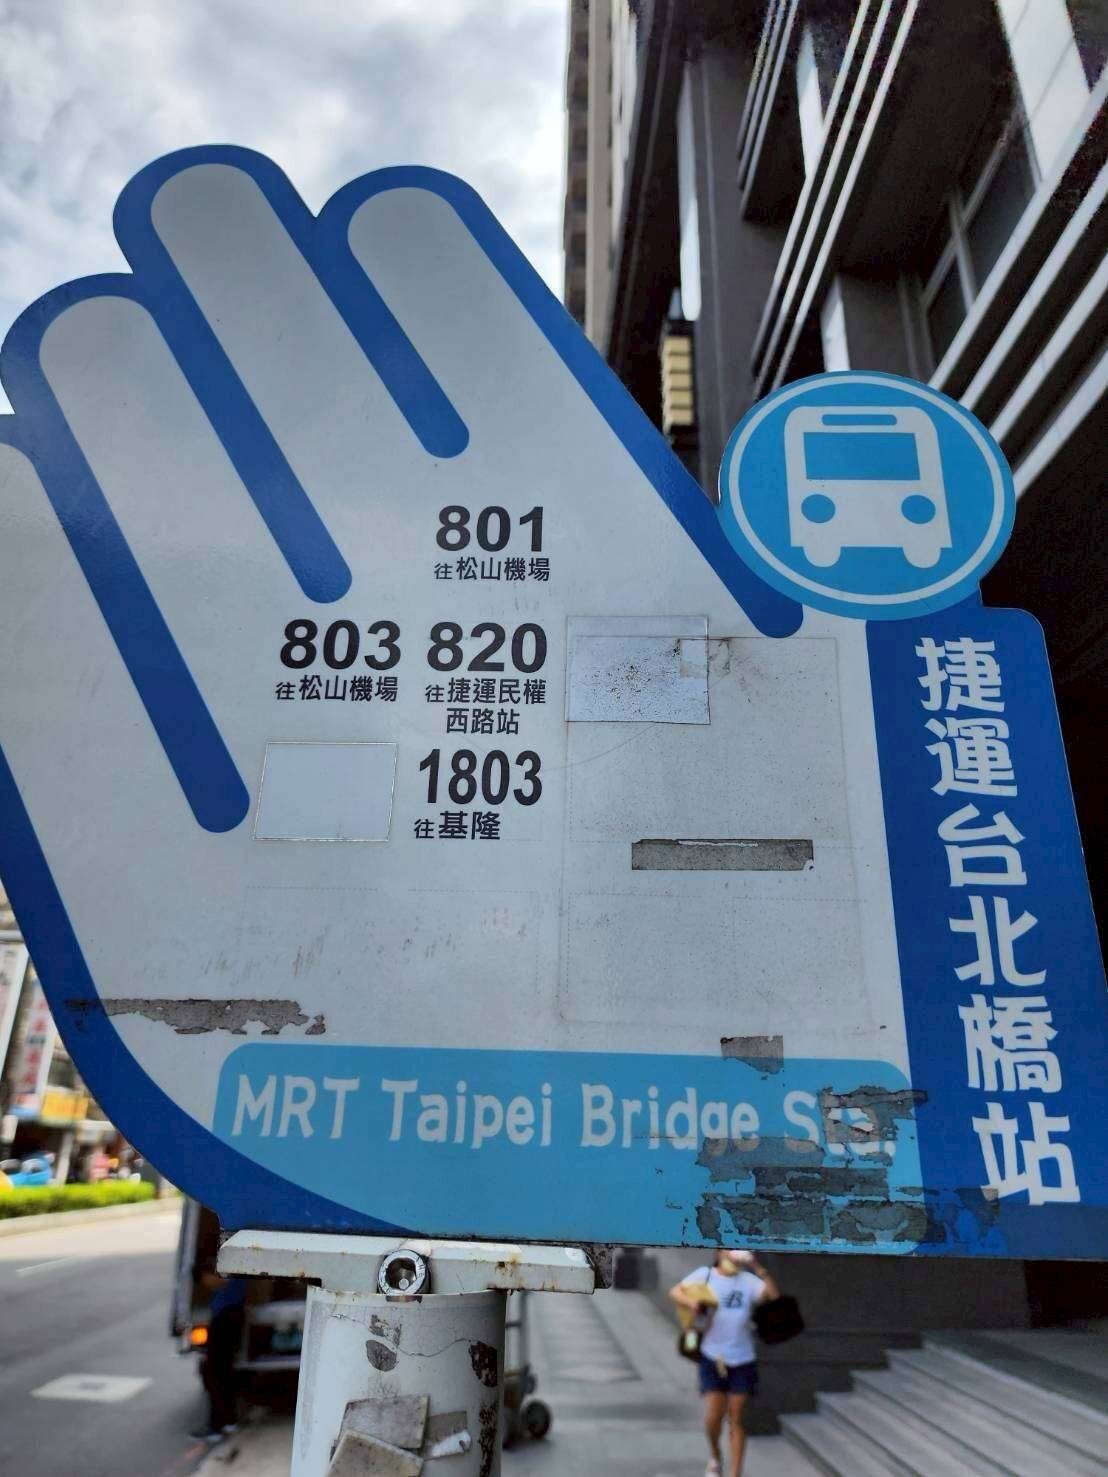 801
往松山機場
803
往松山機場
820
往捷運民權
西路站
1803
往基隆
捷運台北橋站
MRT Taipei Bridge Sta.
B